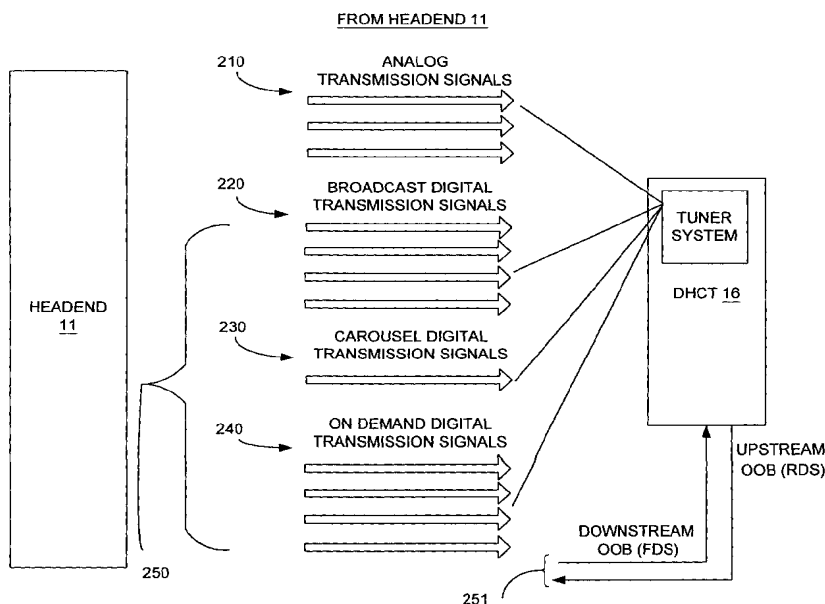 FROM HEADEND 11
210
ANALOG
TRANSMISSION SIGNALS
220
BROADCAST DIGITAL
TRANSMISSION SIGNALS
TUNER
SYSTEM
DHCT 16
HEADEND
11
230
CAROUSEL DIGITAL
TRANSMISSION SIGNALS
240
ON DEMAND DIGITAL
TRANSMISSION SIGNALS
UPSTREAM
OOB (RDS)
DOWNSTREAM
OOB (FDS)
250
251